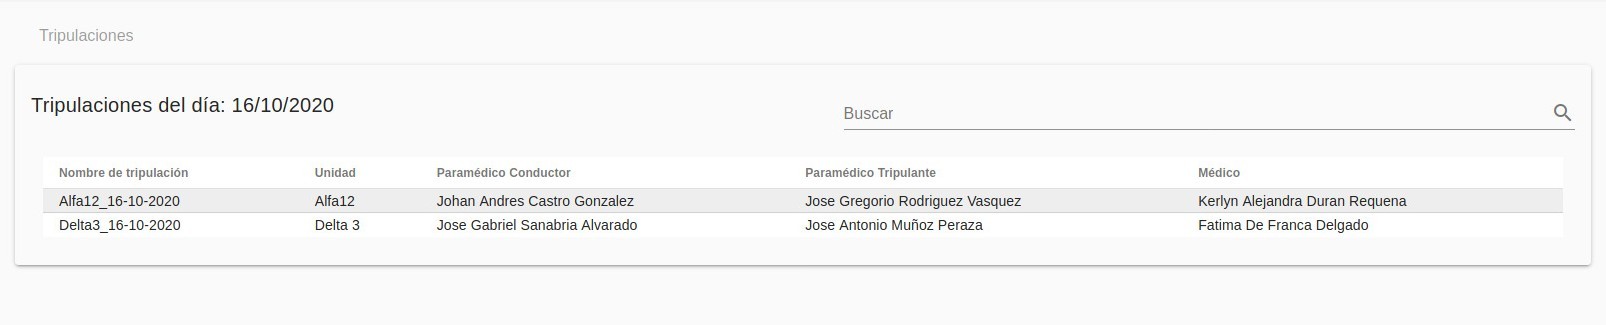 Tripulaciones
Tripulaciones del día: 16/10/2020
Buscar
Nombre de tripulación Unidad Paramédico Conductor Paramédico Tripulante Médico
Alfa12_16-10-2020 Alfa12 Johan Andres Castro Gonzalez Jose Gregorio Rodriguez Vasquez Kerlyn Alejandra Duran Requena
Delta3_16-10-2020 Delta 3 Jose Gabriel Sanabria Alvarado Jose Antonio Muñoz Peraza Fatima De Franca Delgado